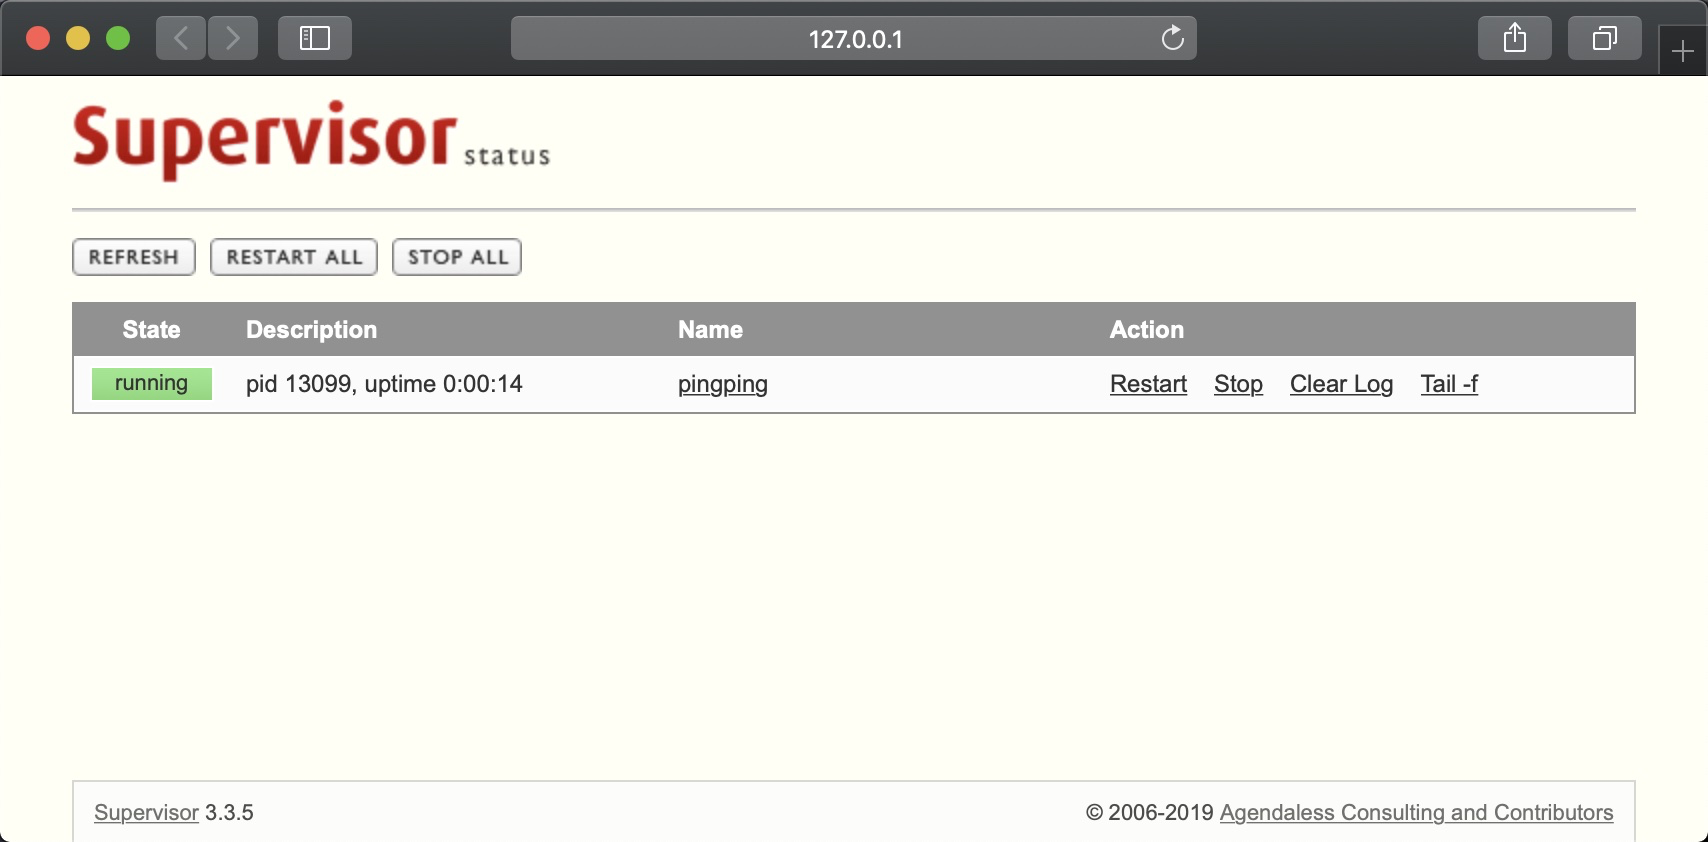 127.0.0.1
Supervisor status
REFRESH RESTART ALL STOP ALL
State Description Name Action
running pid 13099, uptime 0:00:14 pingping Restart Stop Clear Log Tail -f
Supervisor 3.3.5 © 2006-2019 Agendaless Consulting and Contributors